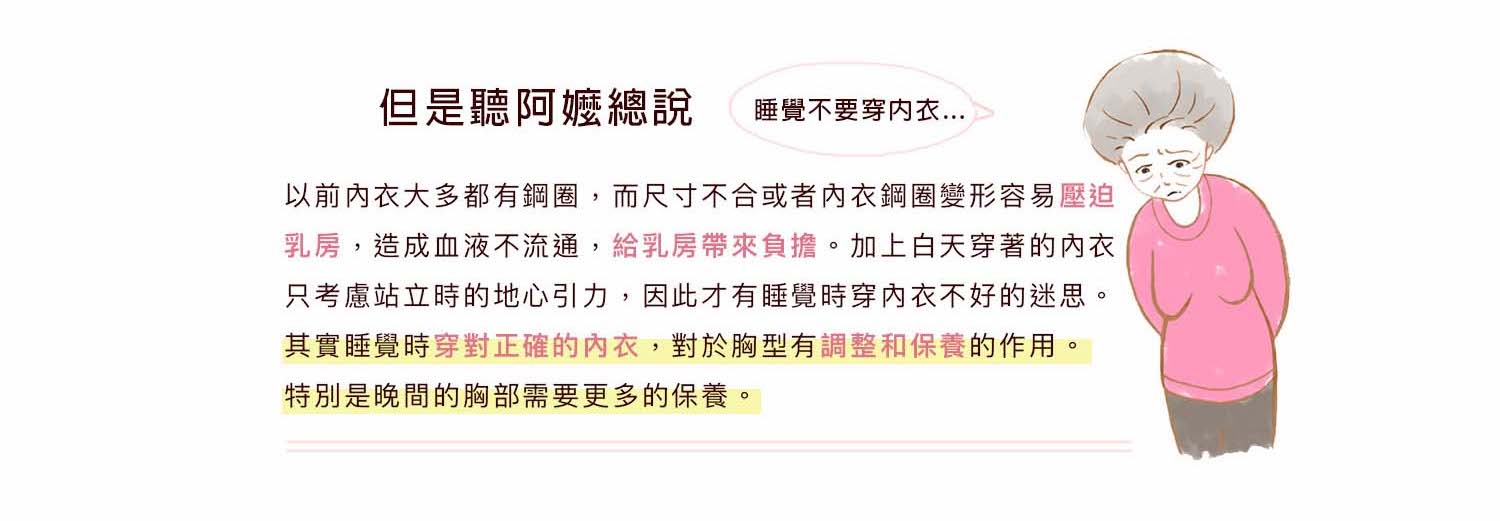 但是聽阿嬤總說
睡覺不要穿内衣...
以前內衣大多都有鋼圈，而尺寸不合或者內衣鋼圈變形容易壓迫
乳房，造成血液不流通，給乳房帶來負擔。加上白天穿著的內衣
只考慮站立時的地心引力，因此才有睡覺時穿內衣不好的迷思。
其實睡覺時穿對正確的內衣，對於胸型有調整和保養的作用。
特別是晚間的胸部需要更多的保養。